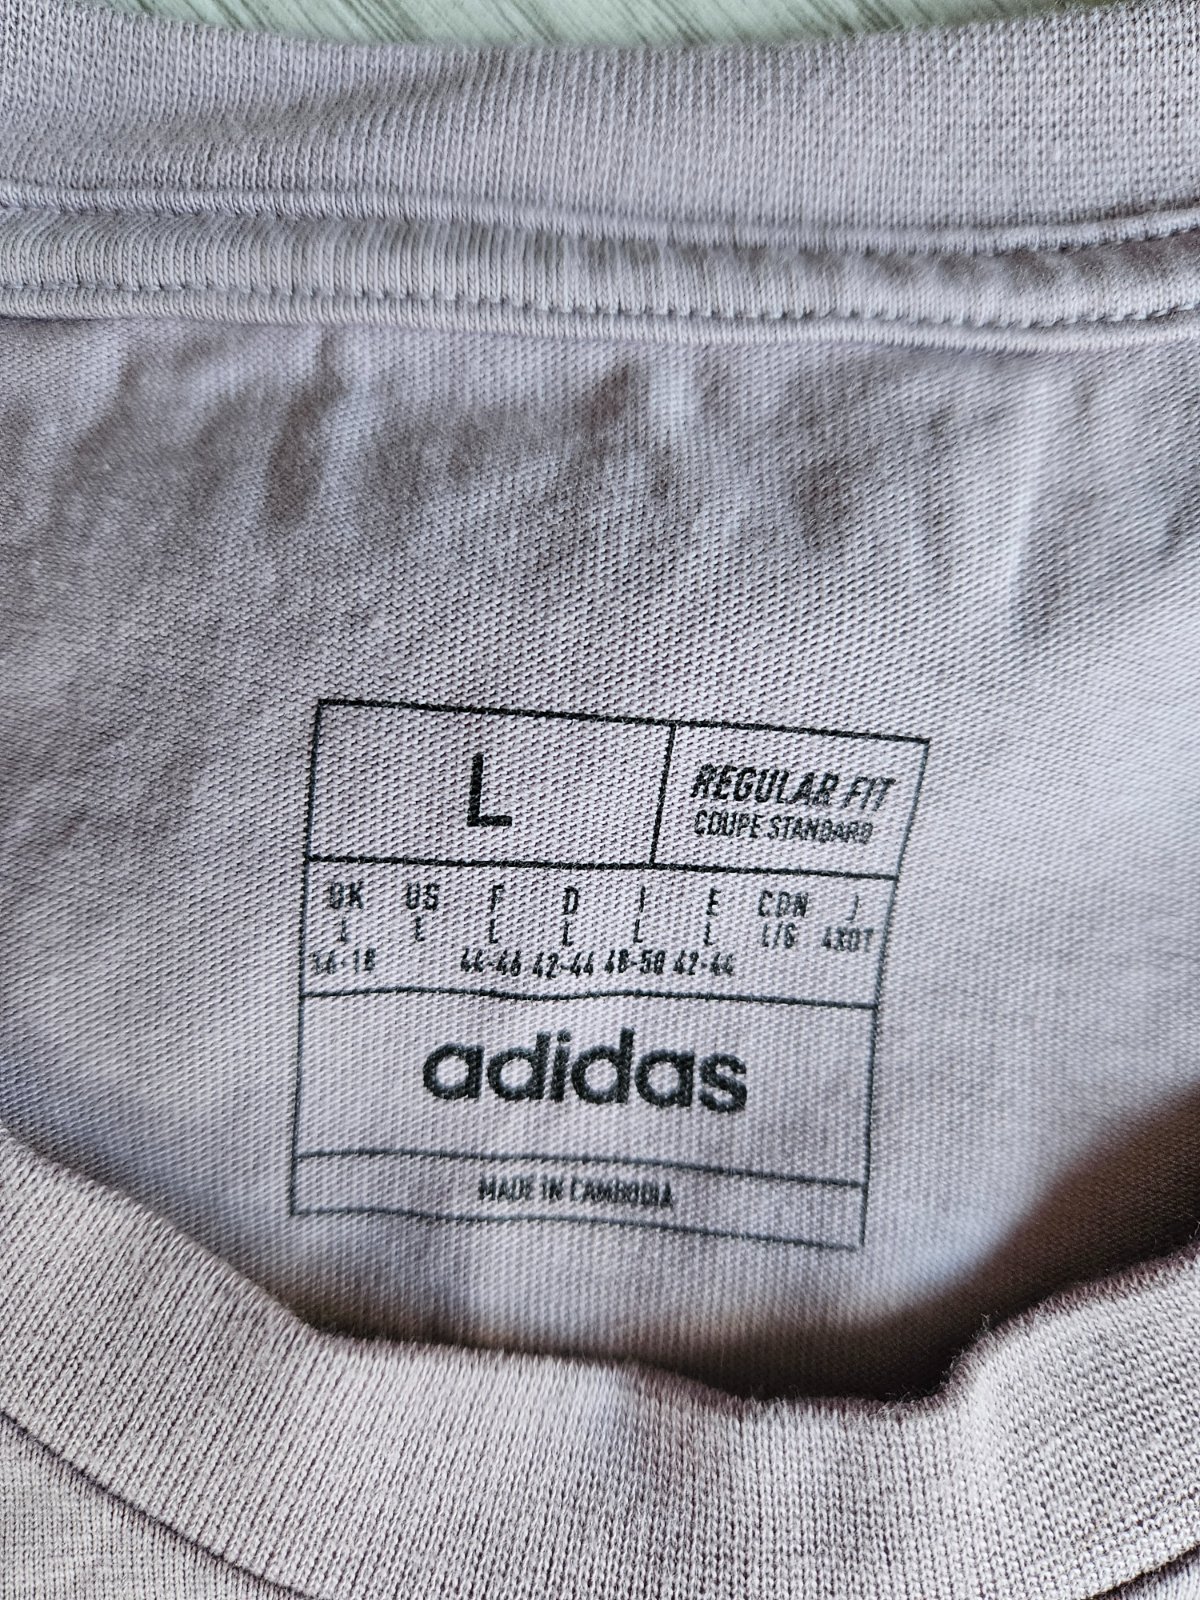 L
REGULAR FIT
COUPE STANDARD
UK US F D I E CDN J
L L L L L L L/G 4XOT
16-18 44-46 42-44 48-50 42-44
adidas
MADE IN CAMBODIA